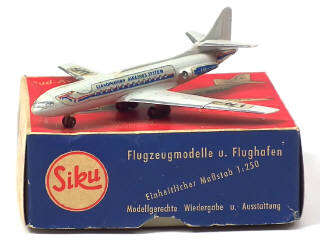 SCANDINAVIAN AIRLINES SYSTEM
Siku
Flugzeugmodelle u. Flughafen
Einheitlicher Maßstab 1:250
Modellgerechte Wiedergabe u. Ausstattung